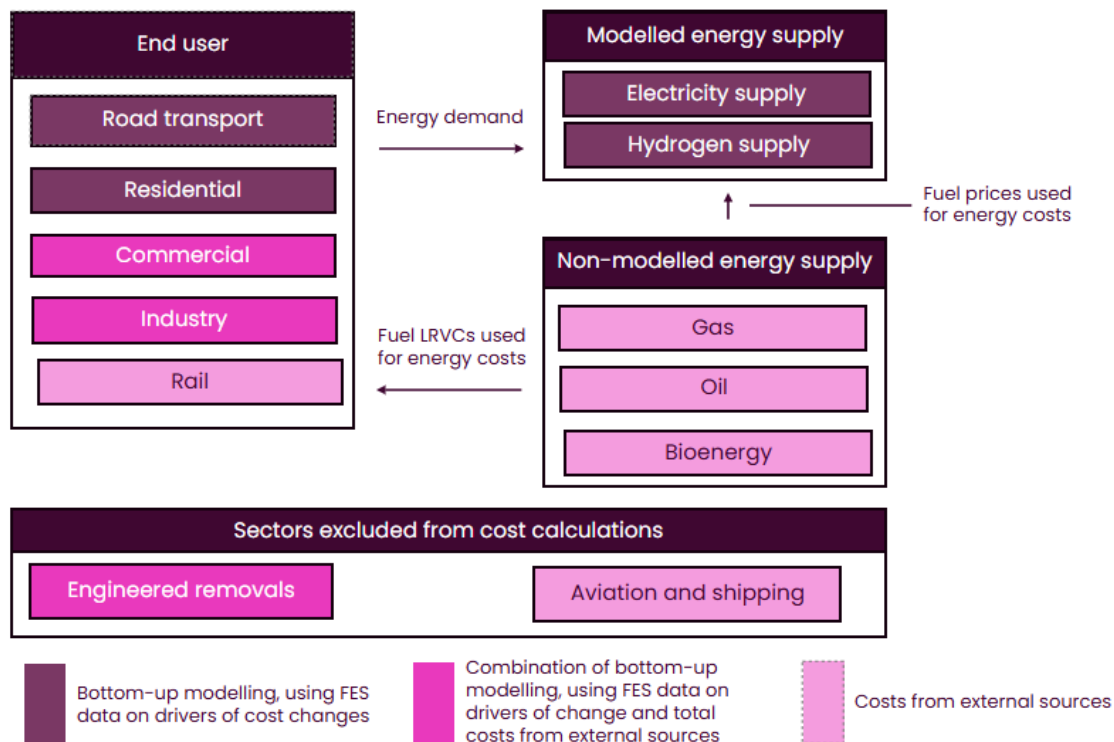 End user
Road transport
Residential
Commercial
Industry
Rail
Energy demand
Modelled energy supply
Electricity supply
Hydrogen supply
Fuel prices used
for energy costs
Fuel LRVCs used
for energy costs
Non-modelled energy supply
Gas
Oil
Bioenergy
Sectors excluded from cost calculations
Engineered removals
Aviation and shipping
Bottom-up modelling, using FES
data on drivers of cost changes
Combination of bottom-up
modelling, using FES data on
drivers of change and total
costs from external sources
Costs from external sources